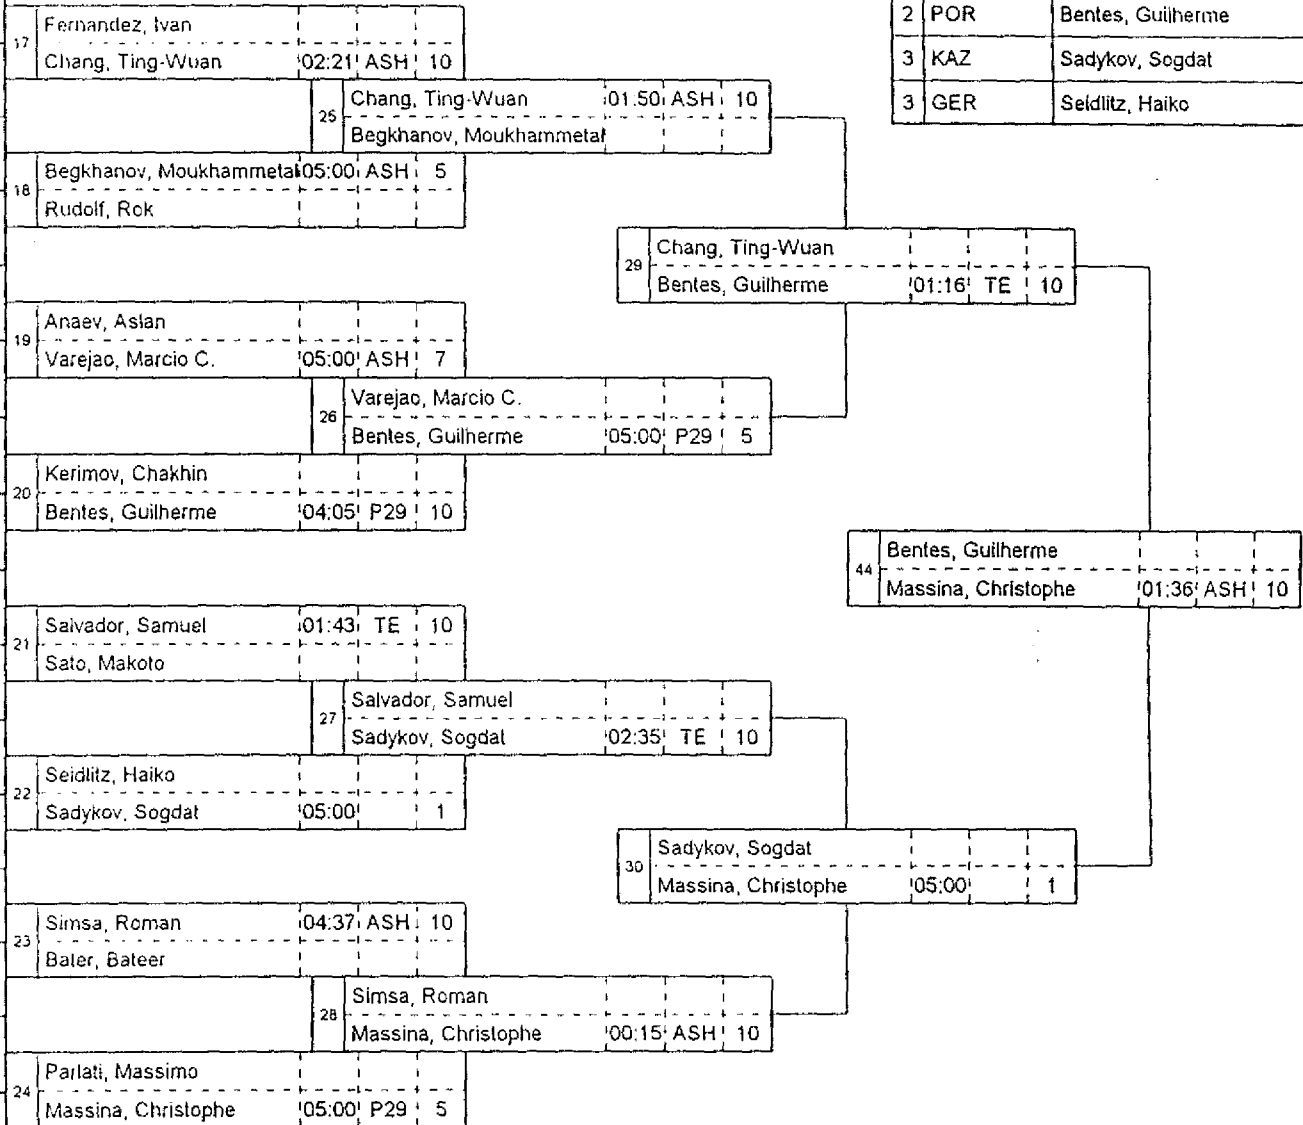 2 POR Bentes, Guilherme
3 KAZ Sadykov, Sogdat
3 GER Seidlitz, Haiko
17
Fernandez, Ivan
Chang, Ting-Wuan 02:21 ASH 10
25
Chang, Ting-Wuan 01:50 ASH 10
Begkhanov, Moukhammetal
18
Begkhanov, Moukhammetal 05:00 ASH 5
Rudolf, Rok
29
Chang, Ting-Wuan
Bentes, Guilherme 01:16 TE 10
19
Anaev, Aslan
Varejao, Marcio C. 05:00 ASH 7
26
Varejao, Marcio C.
Bentes, Guilherme 05:00 P29 5
20
Kerimov, Chakhin
Bentes, Guilherme 04:05 P29 10
44
Bentes, Guilherme
Massina, Christophe 01:36 ASH 10
21
Salvador, Samuel 01:43 TE 10
Sato, Makoto
27
Salvador, Samuel
Sadykov, Sogdat 02:35 TE 10
22
Seidlitz, Haiko
Sadykov, Sogdat 05:00 1
30
Sadykov, Sogdat
Massina, Christophe 05:00 1
23
Simsa, Roman 04:37 ASH 10
Bater, Bateer
28
Simsa, Roman
Massina, Christophe 00:15 ASH 10
24
Parlati, Massimo
Massina, Christophe 05:00 P29 5